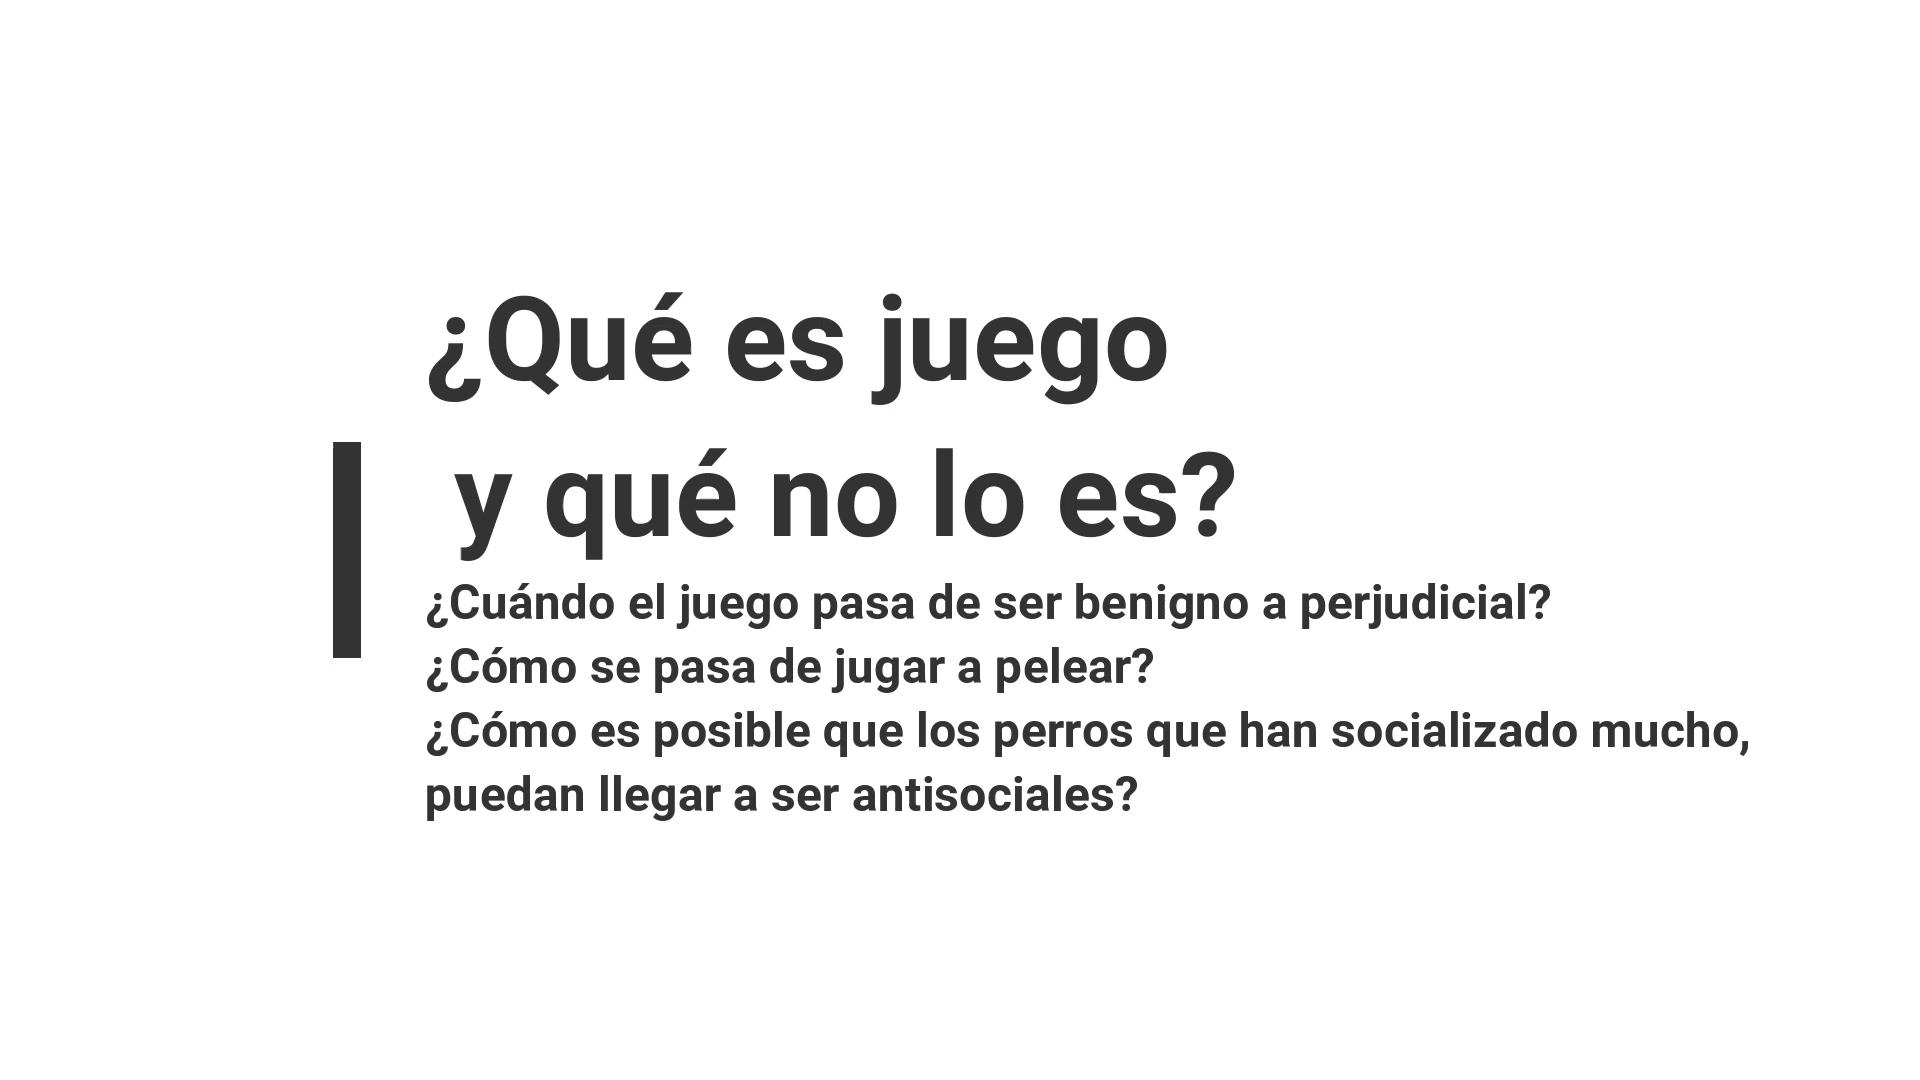 ¿Qué es juego
y qué no lo es?
¿Cuándo el juego pasa de ser benigno a perjudicial?
¿Cómo se pasa de jugar a pelear?
¿Cómo es posible que los perros que han socializado mucho,
puedan llegar a ser antisociales?